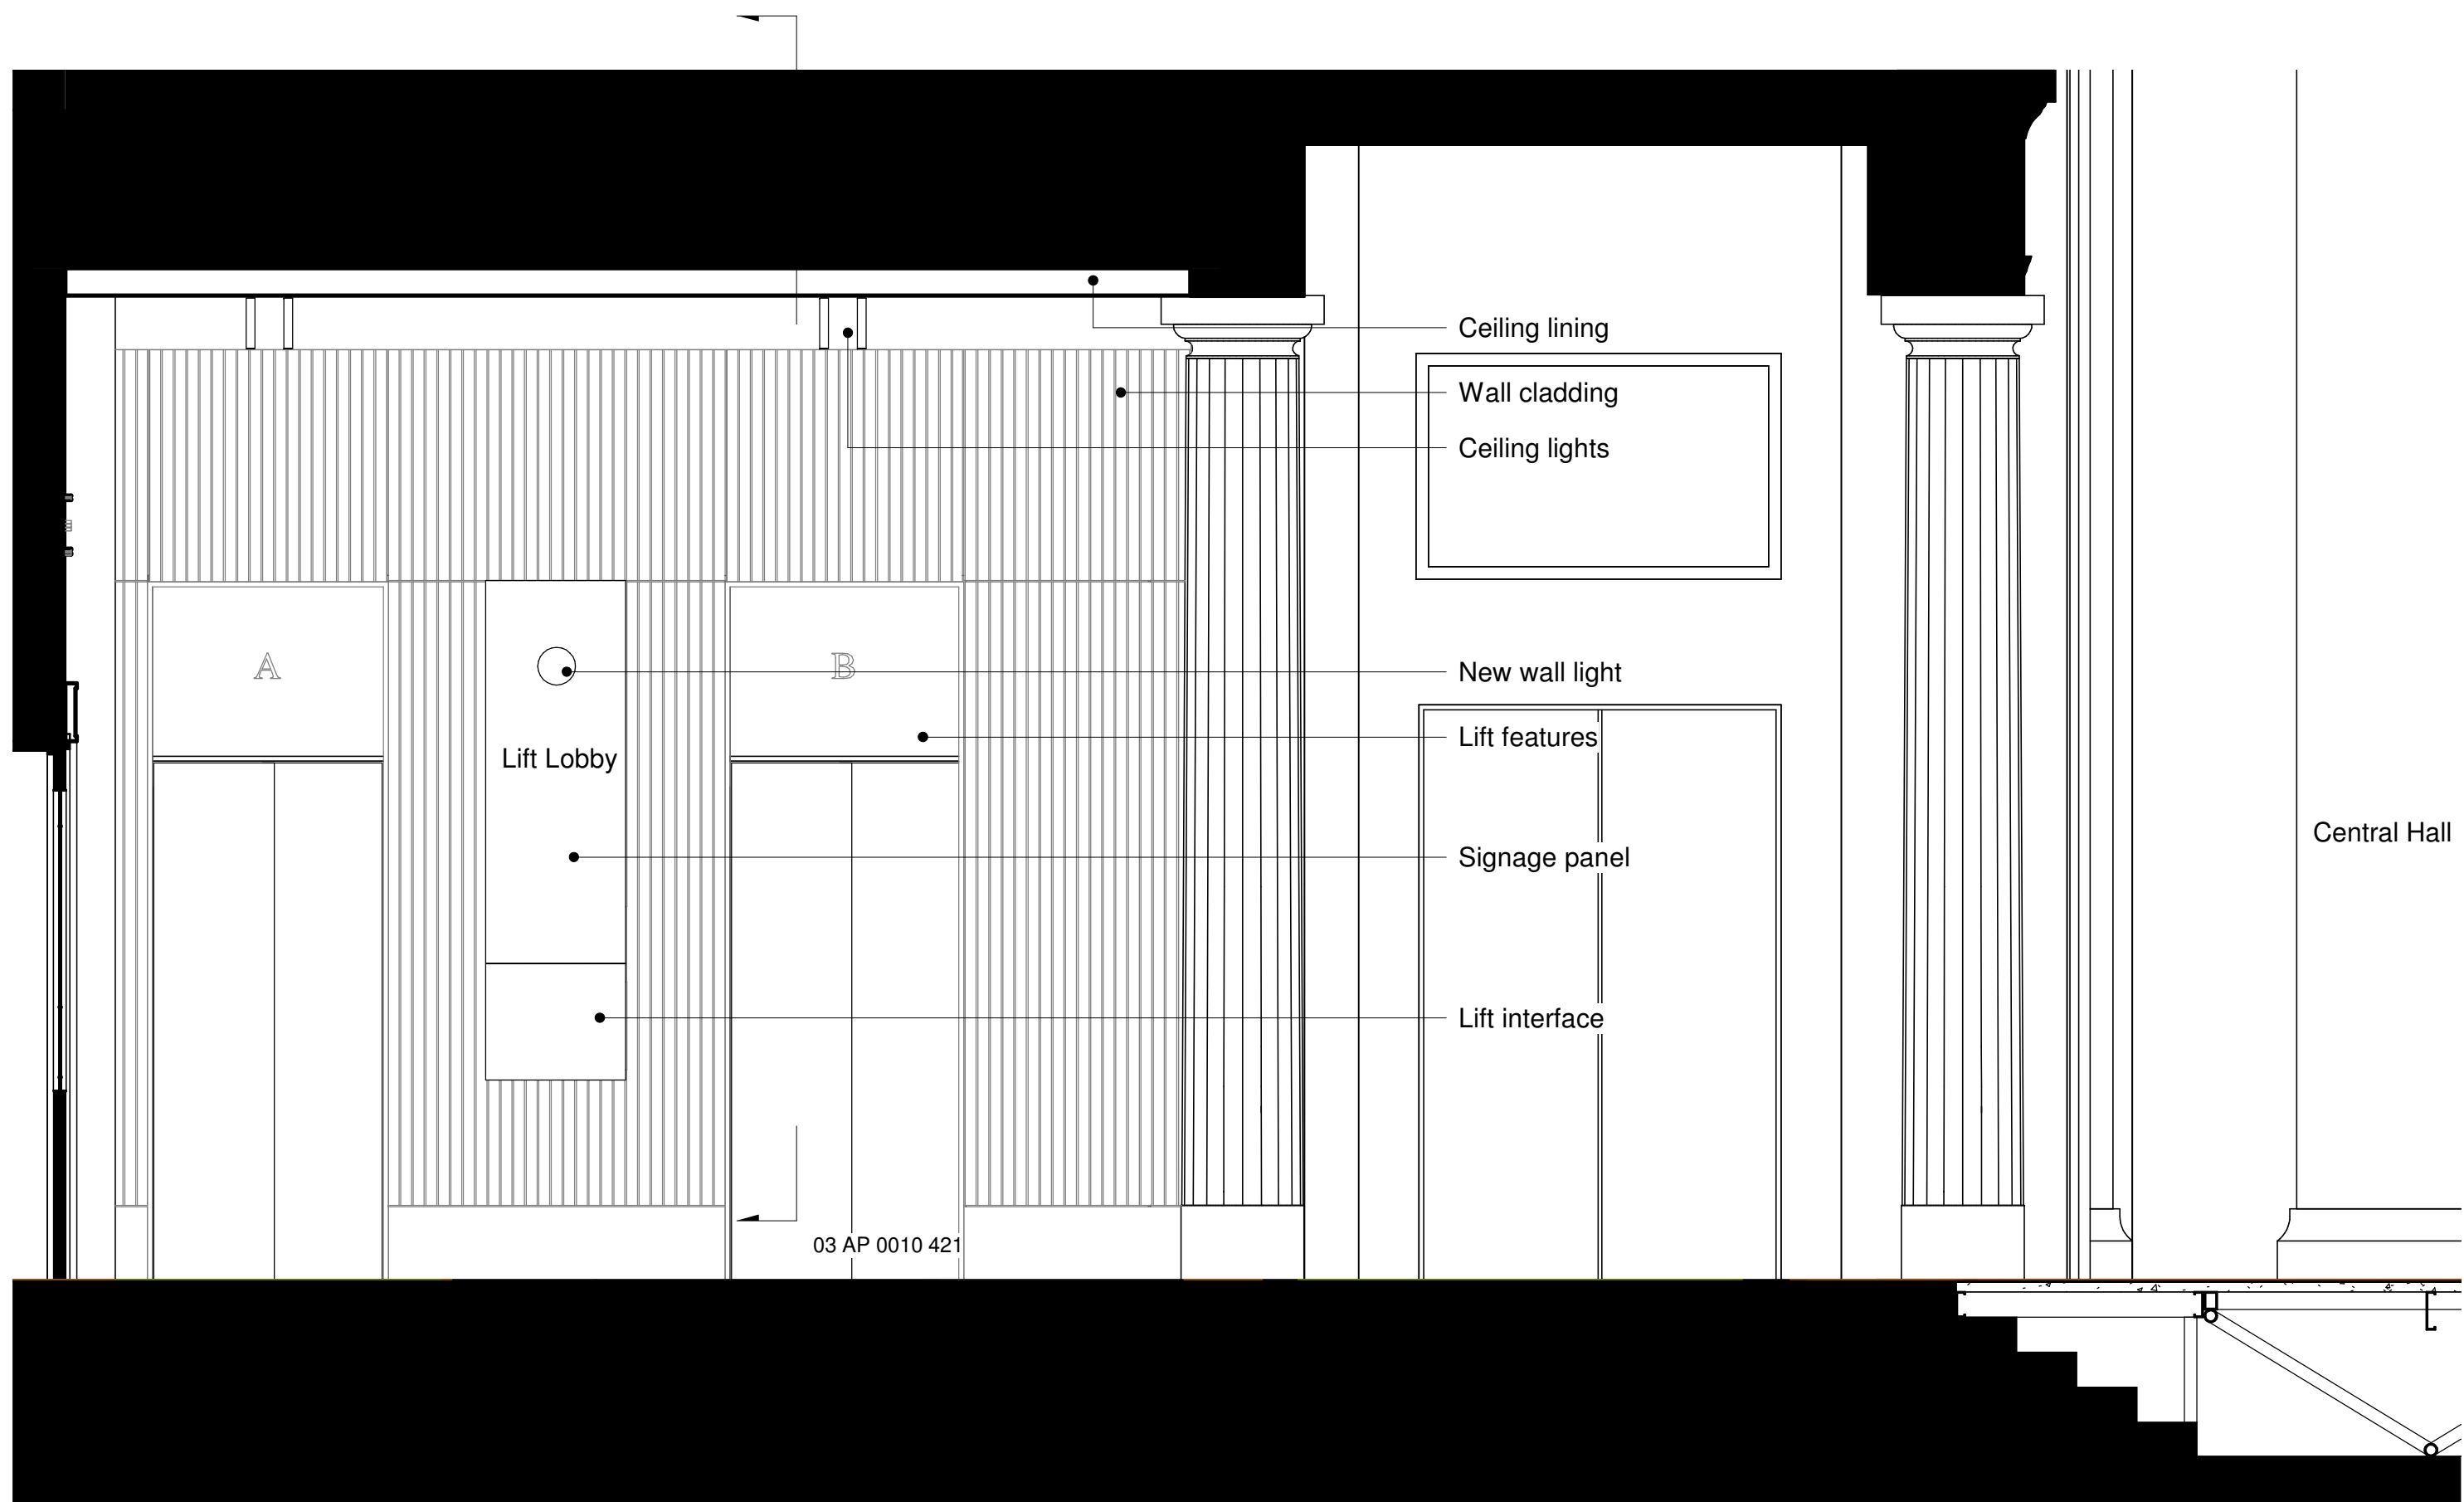 Ceiling lining
Wall cladding
Ceiling lights
A
B
New wall light
Lift features
Lift Lobby
Central Hall
Signage panel
Lift interface
03 AP 0010 421